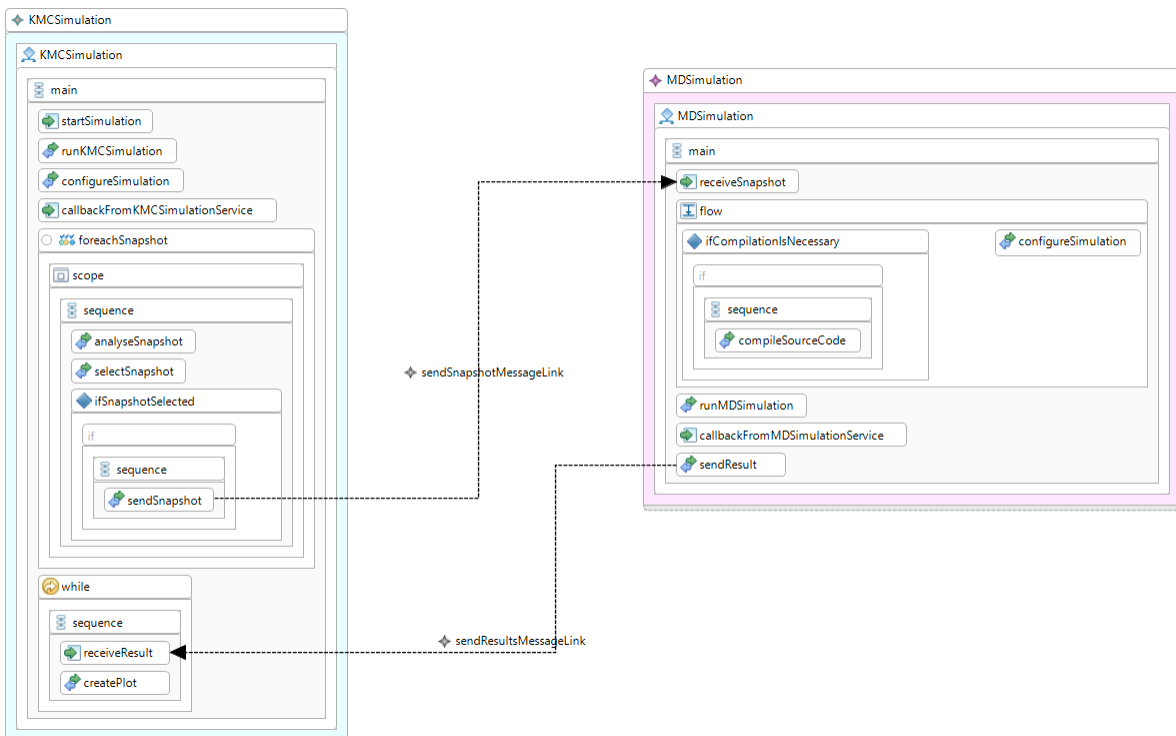 KMCSimulation
KMCSimulation
main
startSimulation
runKMCSimulation
configureSimulation
callbackFromKMCSimulationService
foreachSnapshot
scope
sequence
analyseSnapshot
selectSnapshot
ifSnapshotSelected
if
sequence
sendSnapshot
while
sequence
receiveResult
createPlot
sendSnapshotMessageLink
sendResultsMessageLink
MDSimulation
MDSimulation
main
receiveSnapshot
flow
ifCompilationIsNecessary
configureSimulation
if
sequence
compileSourceCode
runMDSimulation
callbackFromMDSimulationService
sendResult